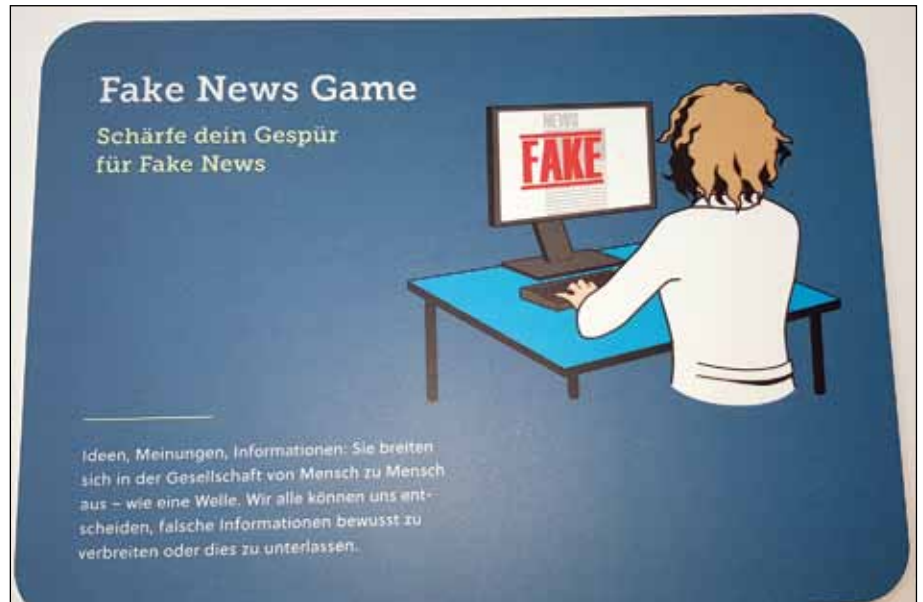 Fake News Game
Schärfe dein Gespür
für Fake News
NEWS
FAKE
Ideen, Meinungen, Informationen: Sie breiten
sich in der Gesellschaft von Mensch zu Mensch
aus – wie eine Welle. Wir alle können uns ent-
scheiden, falsche Informationen bewusst zu
verbreiten oder dies zu unterlassen.